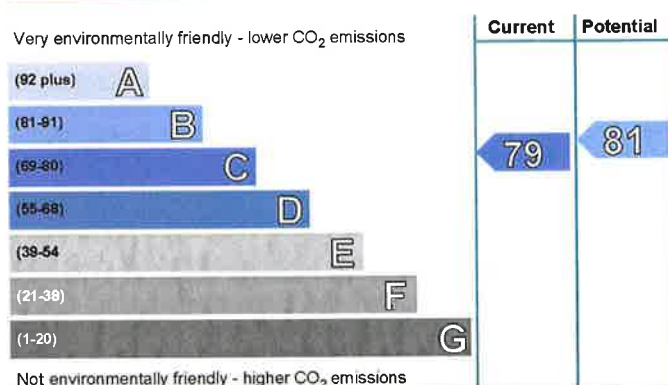 Very environmentally friendly - lower CO₂ emissions
Current Potential
(92 plus) A
(81-91) B
(69-80) C
79 81
(55-68) D
(39-54 E
(21-38) F
(1-20) G
Not environmentally friendly - higher CO₂ emissions